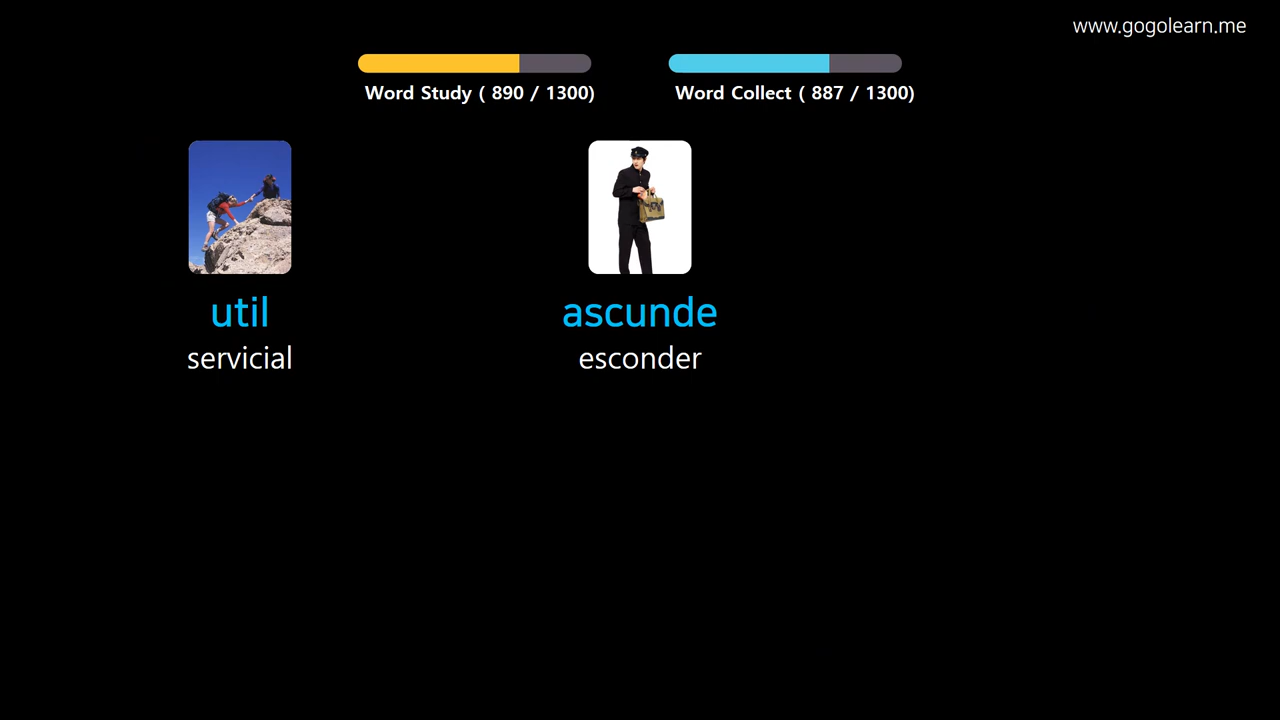 www.gogolearn.me
Word Study ( 890 / 1300)
Word Collect ( 887 / 1300)
util
ascunde
servicial
esconder